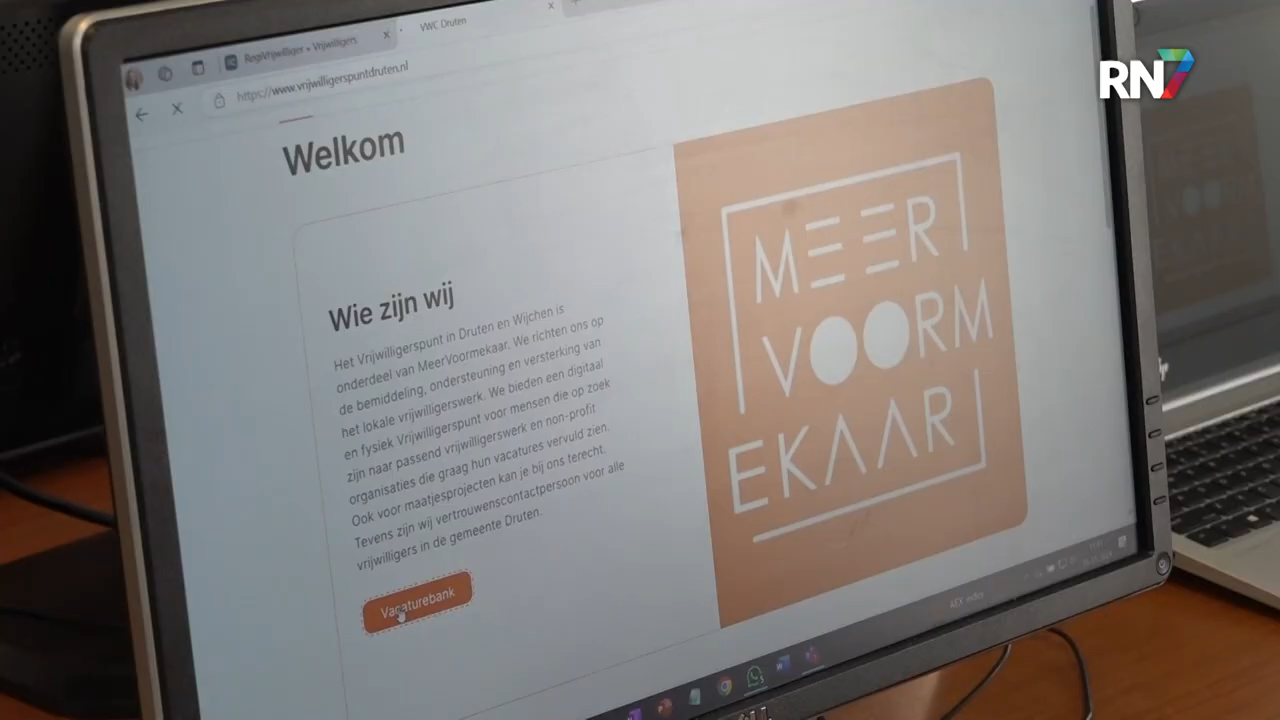 RegiVrijwilliger • Vrijwilligers
VWC Druten
https://www.vrijwilligerspuntdruten.nl
RN7
Welkom
Wie zijn wij
Het Vrijwilligerspunt in Druten en Wijchen is
onderdeel van MeerVoormekaar. We richten ons op
de bemiddeling, ondersteuning en versterking van
het lokale vrijwilligerswerk. We bieden een digitaal
en fysiek Vrijwilligerspunt voor mensen die op zoek
zijn naar passend vrijwilligerswerk en non-profit
organisaties die graag hun vacatures vervuld zien.
Ook voor maatjesprojecten kan je bij ons terecht.
Tevens zijn wij vertrouwenscontactpersoon voor alle
vrijwilligers in de gemeente Druten.
Vacaturebank
MEER
VOORM
EKAAR
AEX index